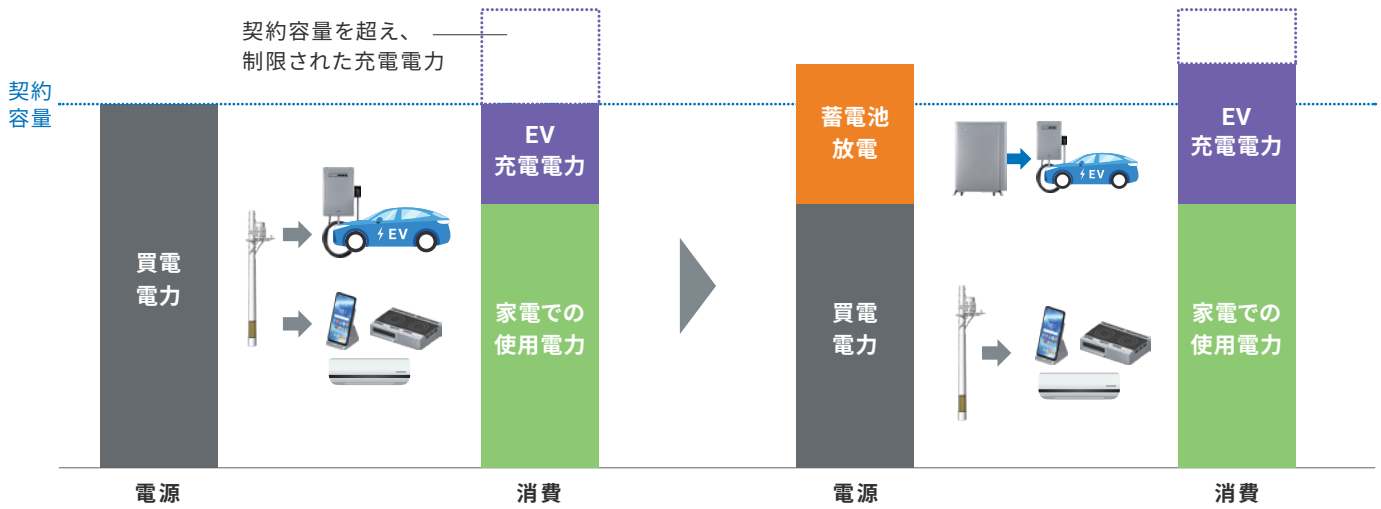 契約容量を超え、
制限された充電電力
契約
容量
買電
電力
EV
EV
充電電力
家電での
使用電力
電源
消費
蓄電池
放電
買電
電力
EV
EV
充電電力
家電での
使用電力
電源
消費